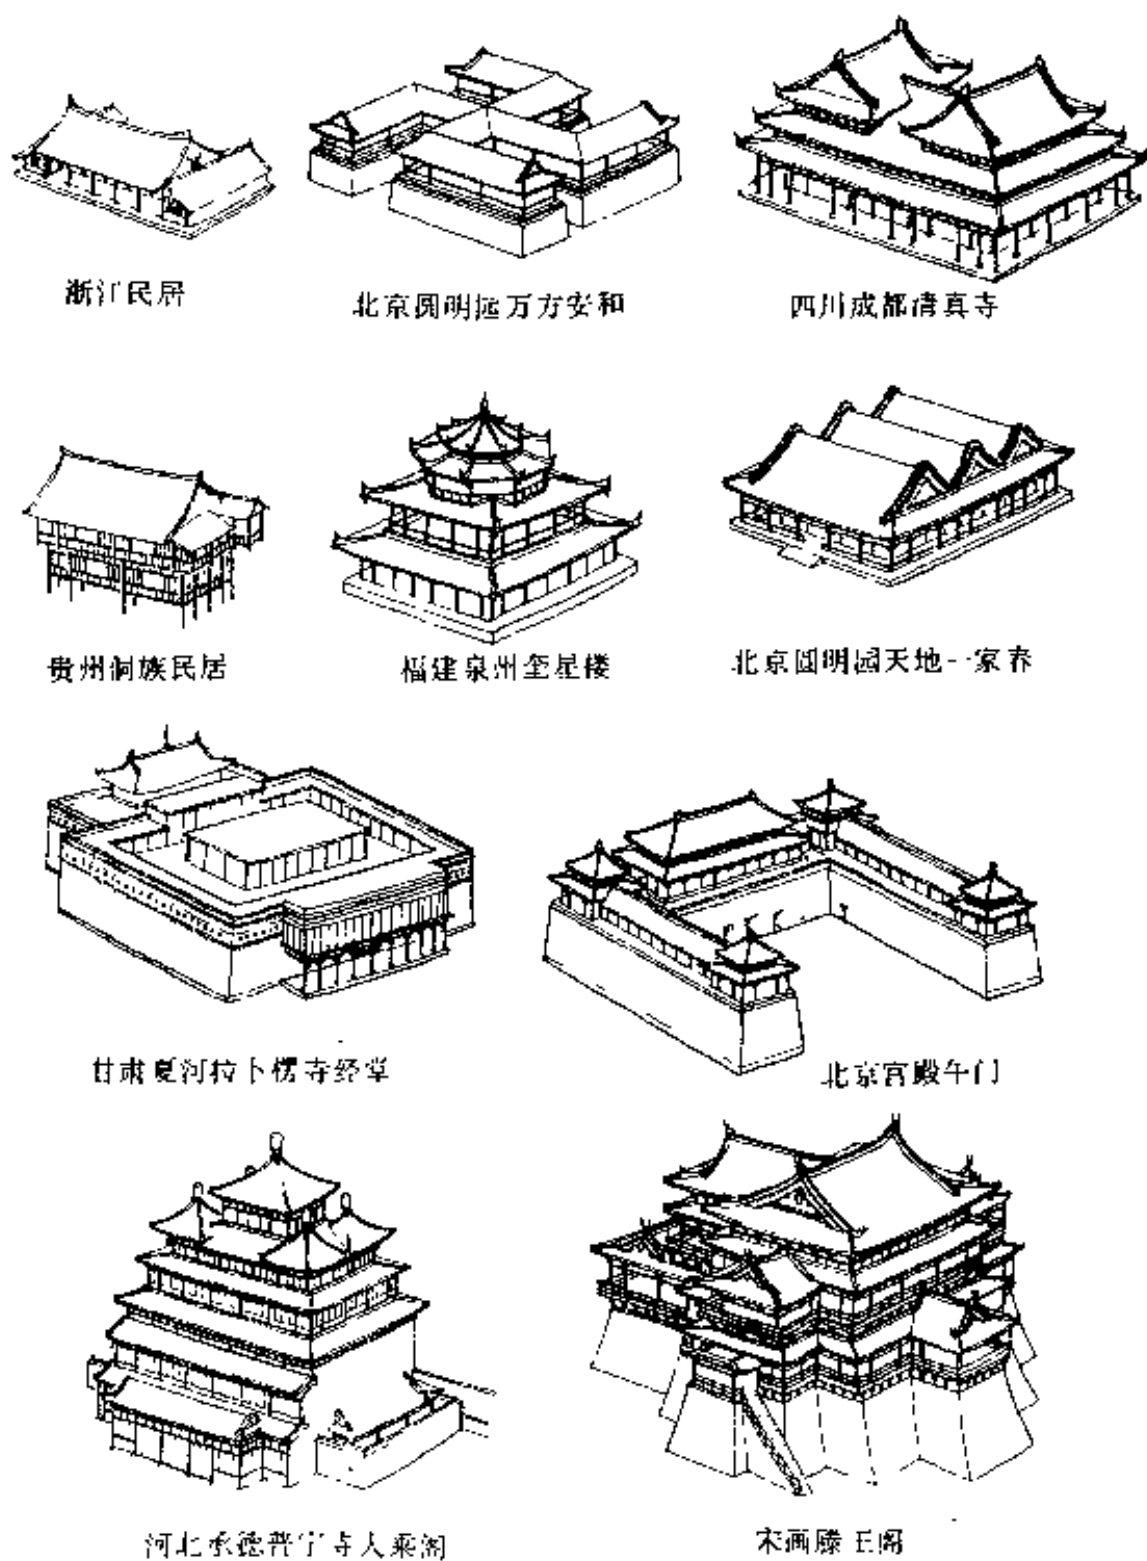 浙江民居
北京圆明园万方安和
四川成都清真寺
贵州侗族民居
福建泉州奎星楼
北京圆明园天地一家春
甘肃夏河拉卜楞寺经堂
北京宫殿午门
河北承德普宁寺大乘阁
宋画滕王阁